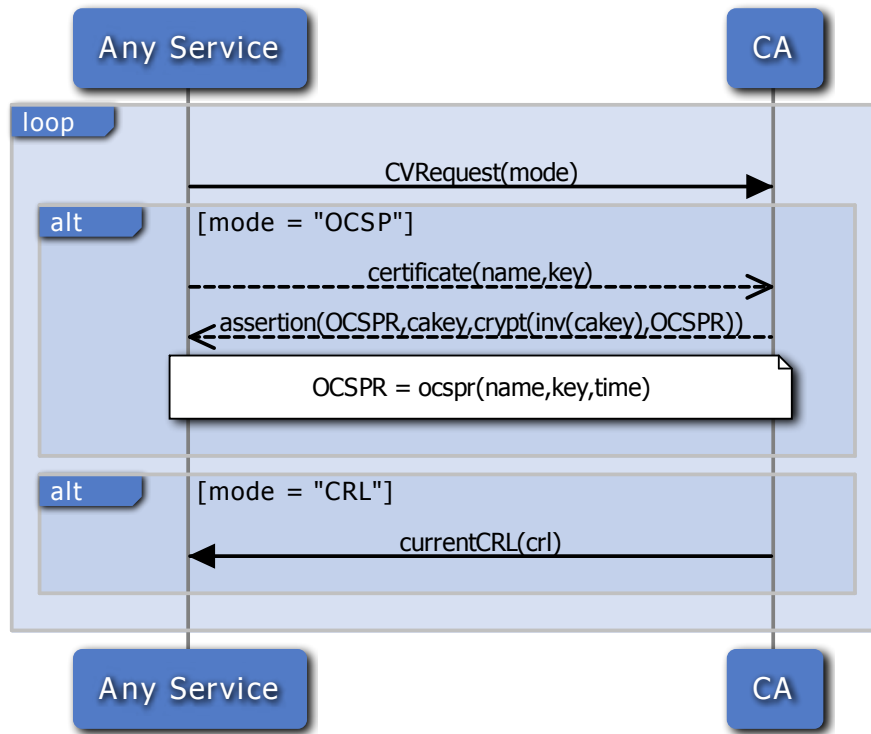 Any Service
CA
loop
CVRequest(mode)
alt
[mode = "OCSP"]
certificate(name,key)
assertion(OCSPR,cakey,crypt(inv(cakey),OCSPR))
OCSPR = ocspr(name,key,time)
alt
[mode = "CRL"]
currentCRL(crl)
Any Service
CA